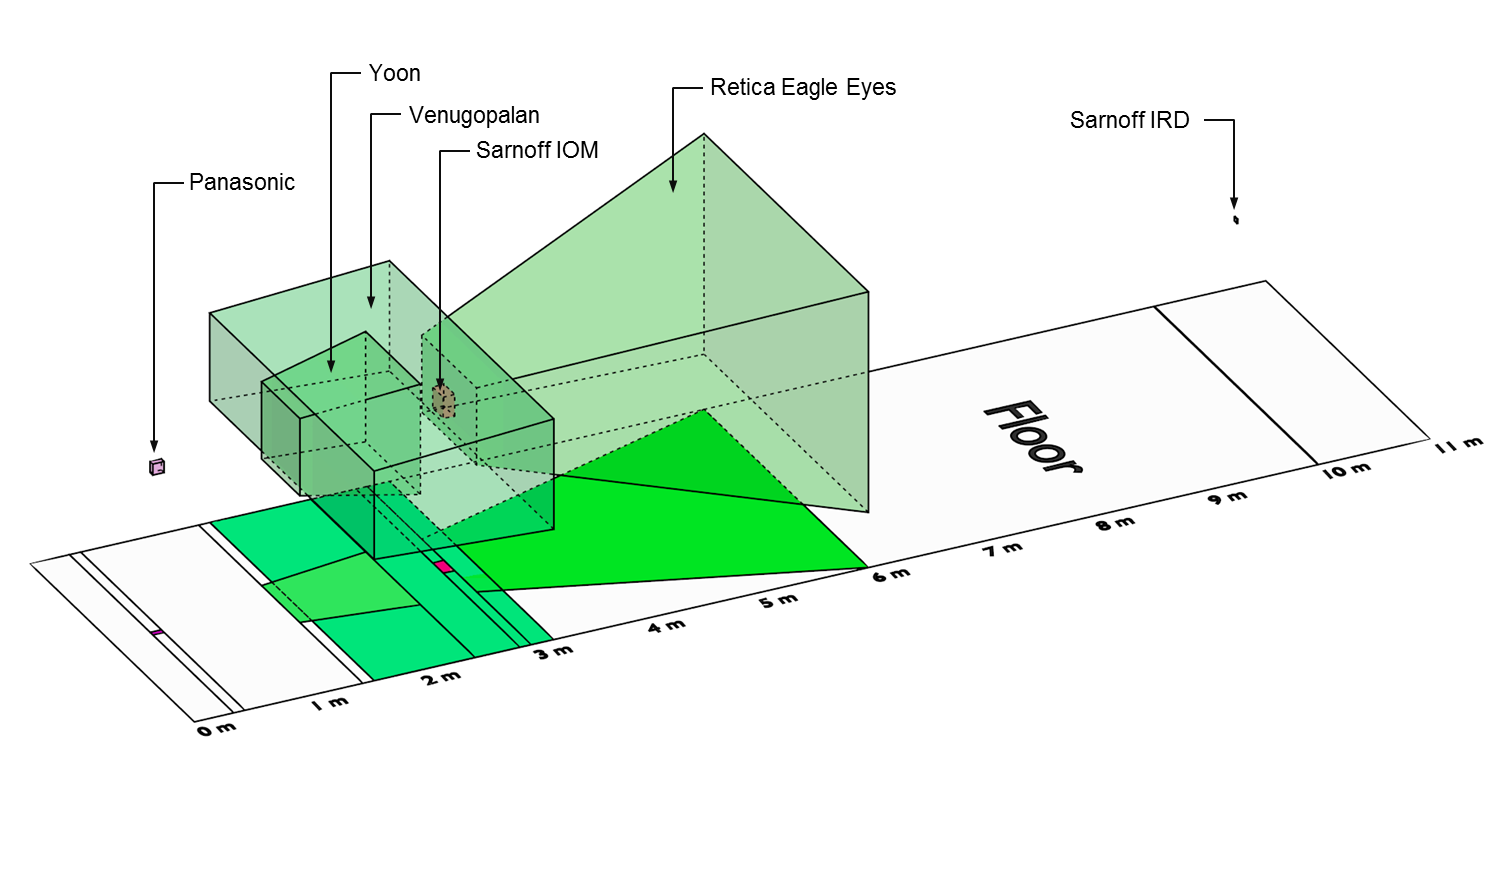 Yoon
Retica Eagle Eyes
Venugopalan
Sarnoff IRD
Sarnoff IOM
Panasonic
Floor
0 m
1 m
2 m
3 m
4 m
5 m
6 m
7 m
8 m
9 m
10 m
11 m